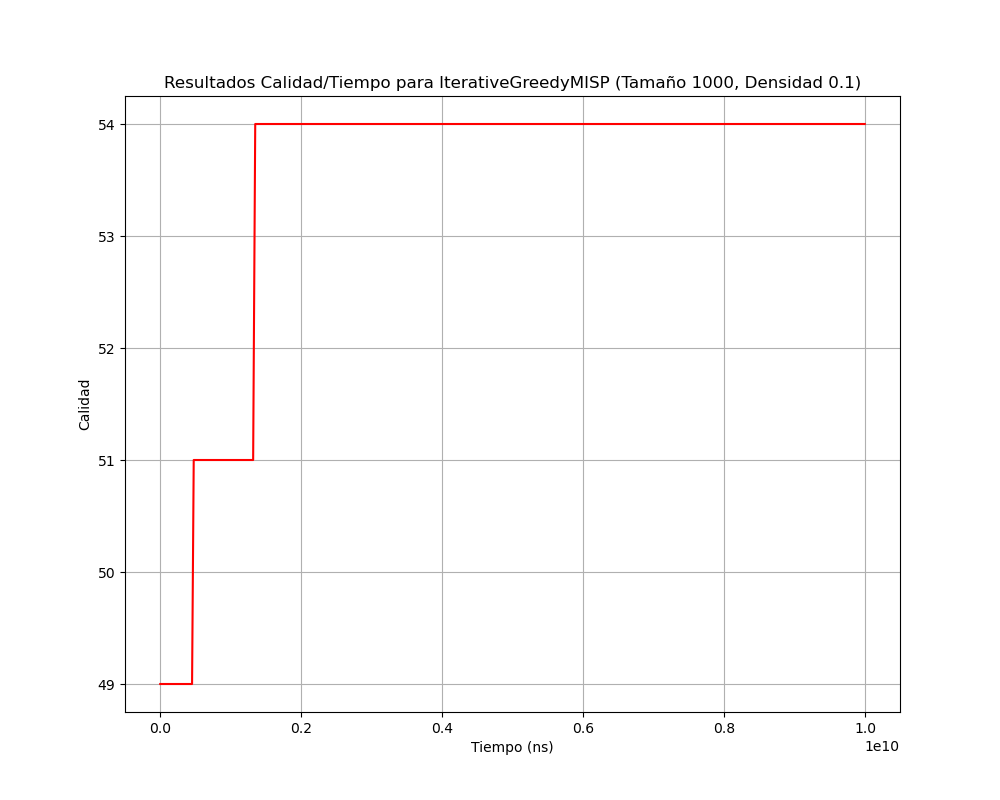 Resultados Calidad/Tiempo para IterativeGreedyMISP (Tamaño 1000, Densidad 0.1)
54
53
52
51
50
49
Calidad
0.0 0.2 0.4 0.6 0.8 1.0
1e10
Tiempo (ns)